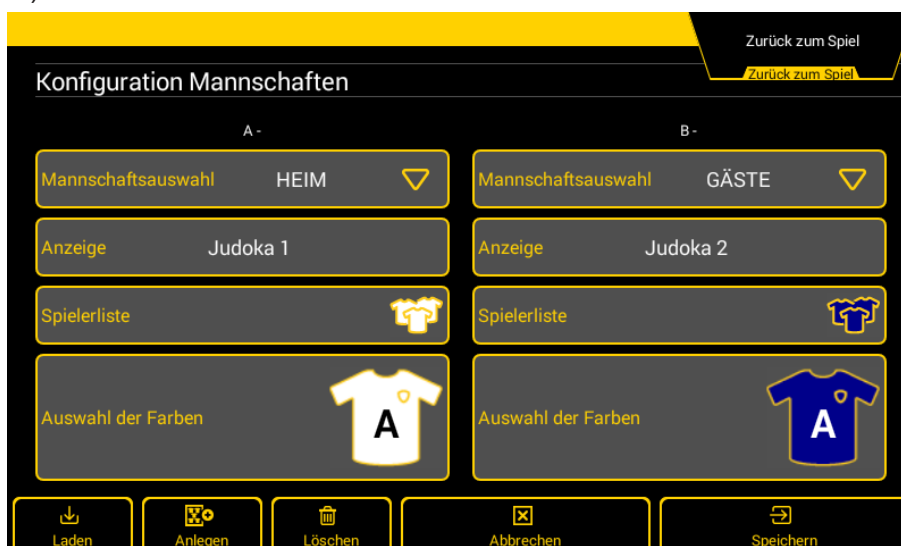 Zurück zum Spiel
Zurück zum Spiel
Konfiguration Mannschaften
A -
B -
Mannschaftsauswahl HEIM
Mannschaftsauswahl GÄSTE
Anzeige Judoka 1
Anzeige Judoka 2
Spielerliste
Spielerliste
Auswahl der Farben A
Auswahl der Farben A
Laden
Anlegen
Löschen
Abbrechen
Speichern